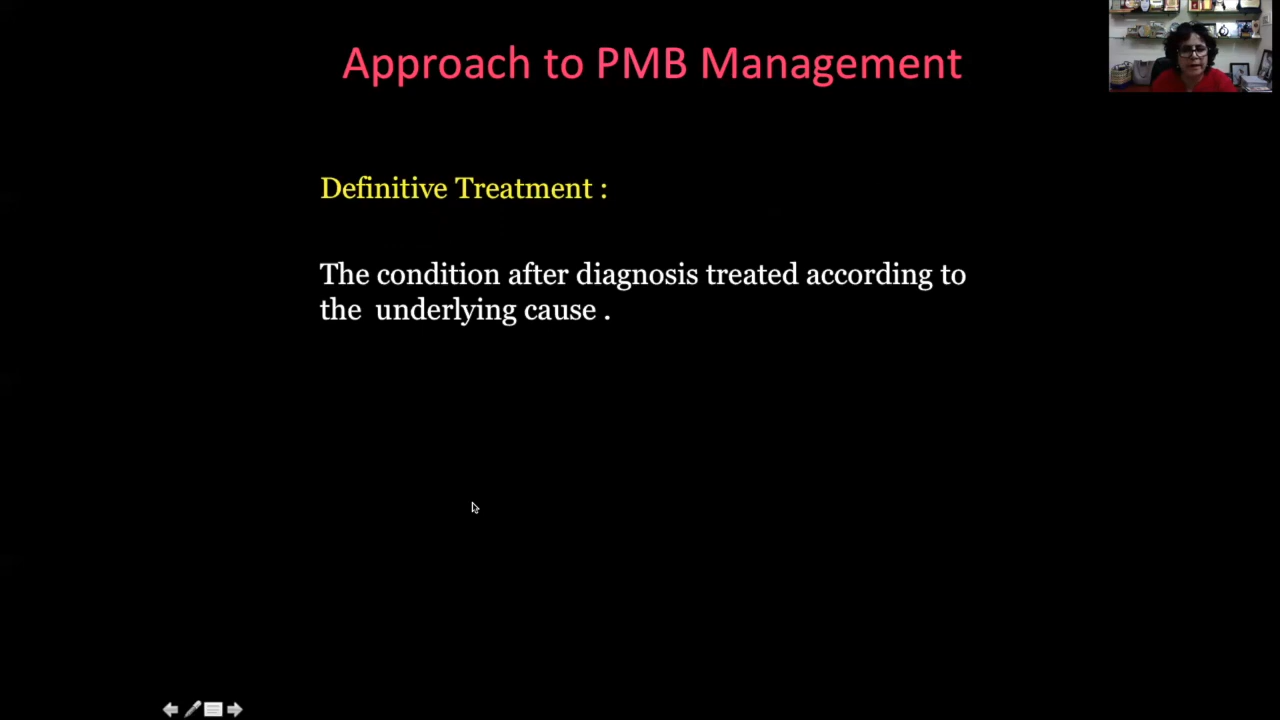 Approach to PMB Management
Definitive Treatment :
The condition after diagnosis treated according to
the  underlying cause .